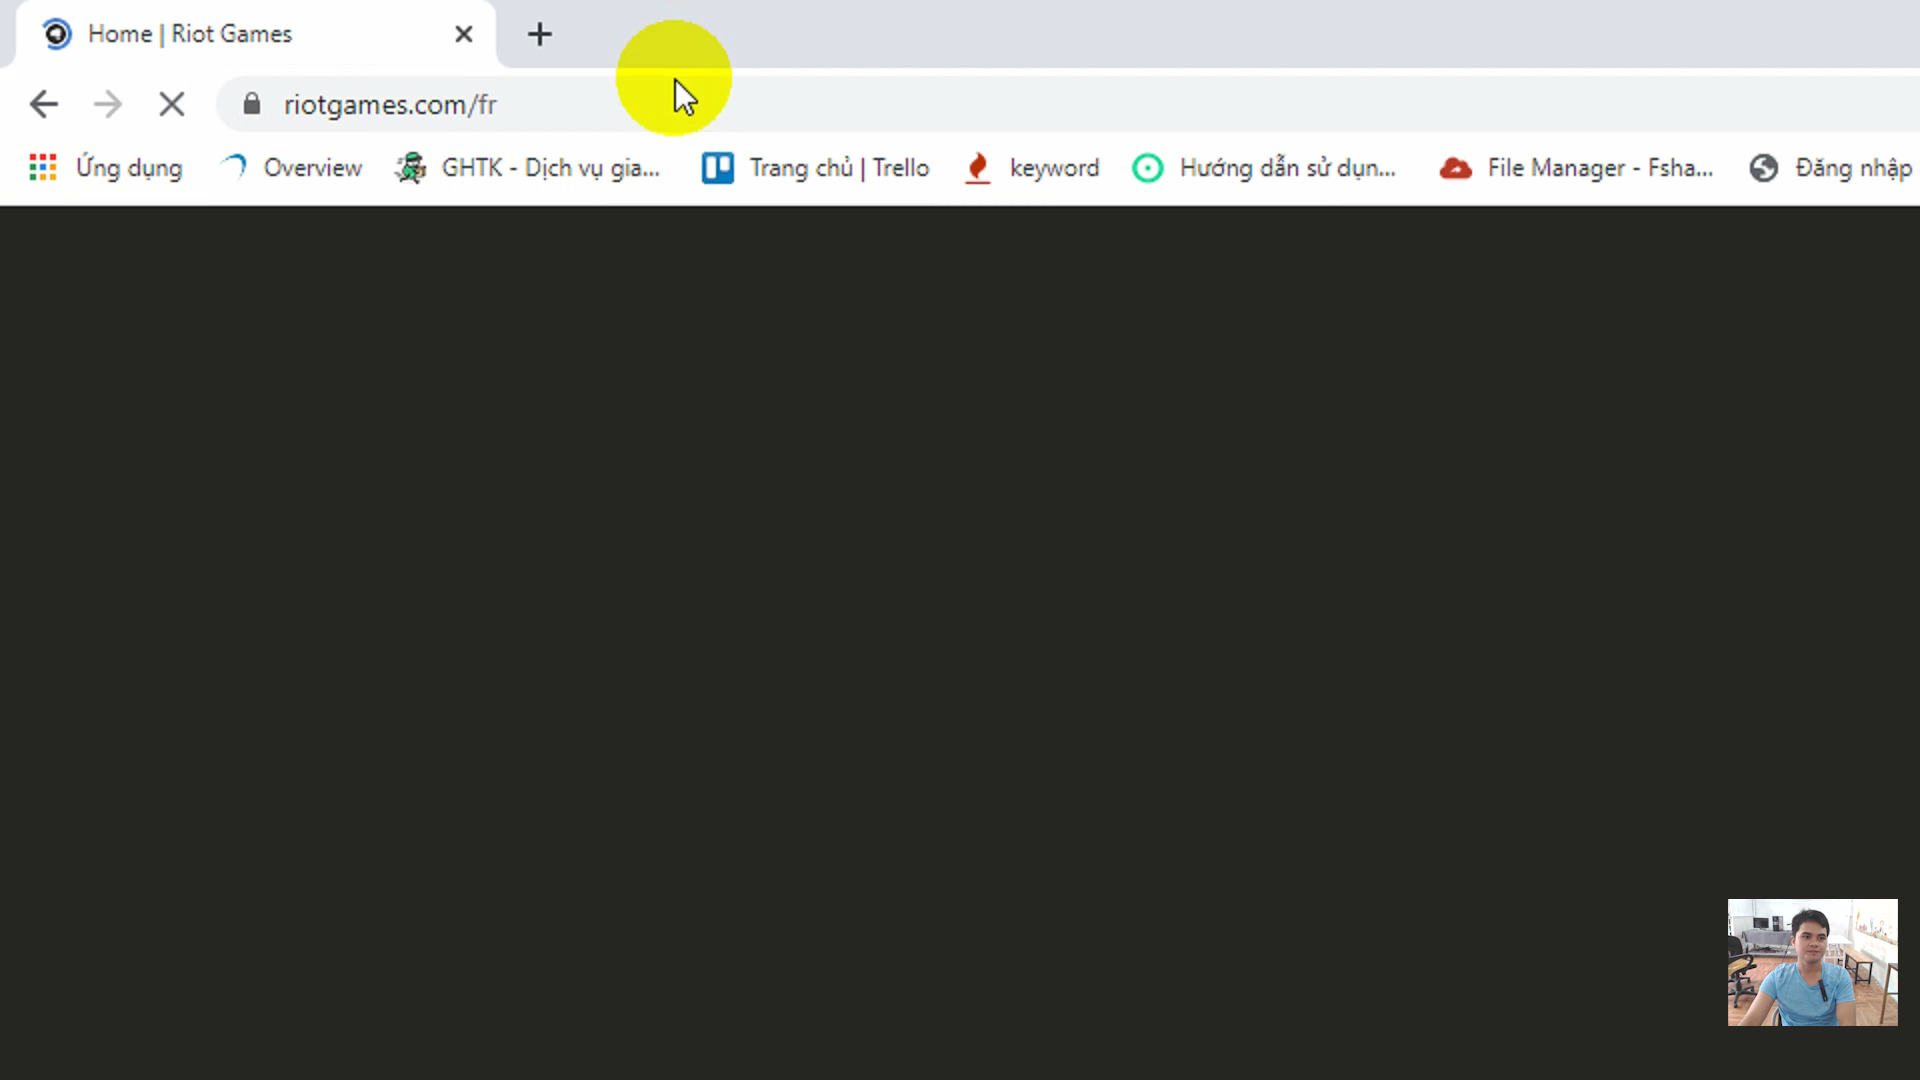 Home | Riot Games
riotgames.com/fr
Ứng dụng Overview GHTK - Dịch vụ gia... Trang chủ | Trello keyword Hướng dẫn sử dụn... File Manager - Fsha... Đăng nhập